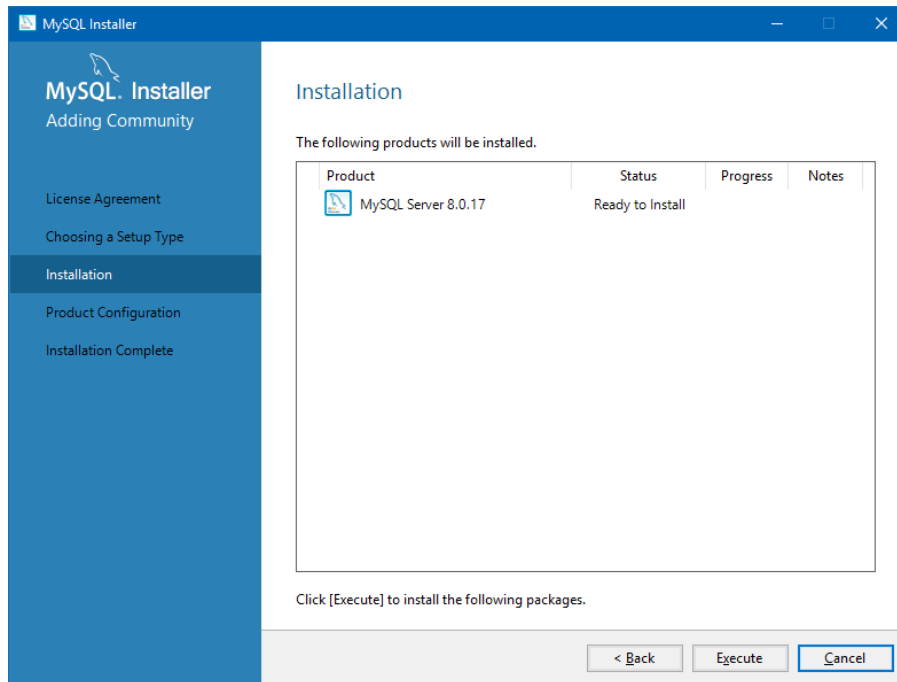 MySQL Installer
MySQL. Installer
Adding Community
License Agreement
Choosing a Setup Type
Installation
Product Configuration
Installation Complete
Installation
The following products will be installed.
Product Status Progress Notes
MySQL Server 8.0.17 Ready to Install
Click [Execute] to install the following packages.
< Back Execute Cancel